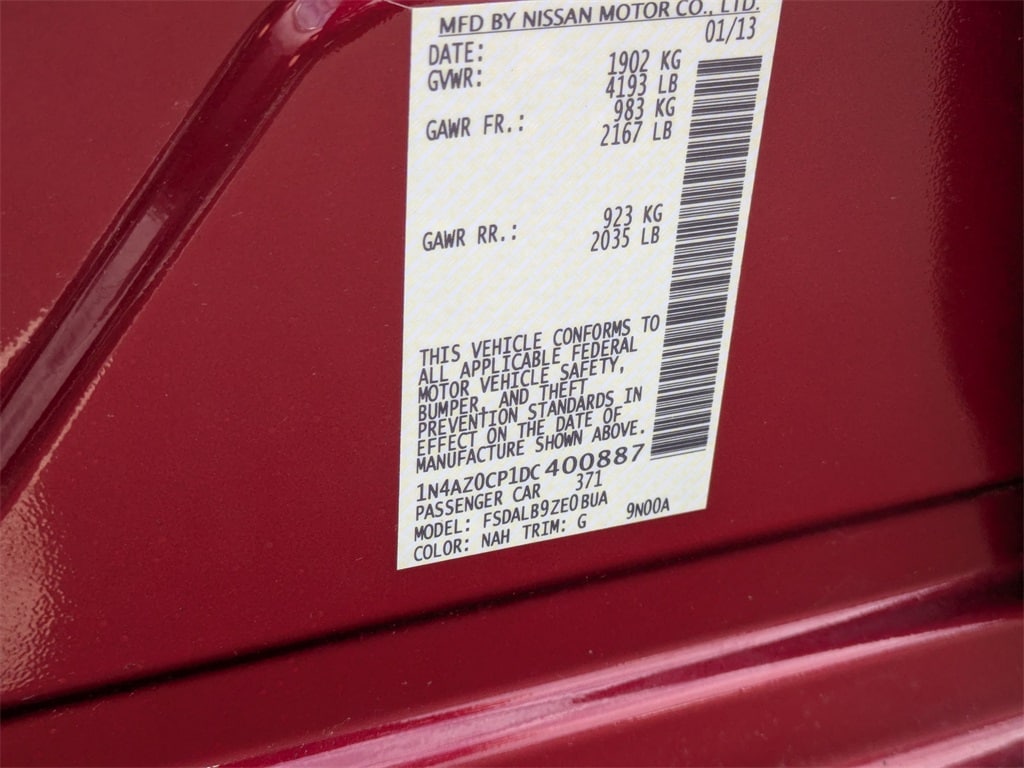 MFD BY NISSAN MOTOR CO., LTD.
DATE: 01/13
GVWR: 1902 KG
4193 LB
GAWR FR.: 983 KG
2167 LB
GAWR RR.: 923 KG
2035 LB
THIS VEHICLE CONFORMS TO
ALL APPLICABLE FEDERAL
MOTOR VEHICLE SAFETY,
BUMPER, AND THEFT
PREVENTION STANDARDS IN
EFFECT ON THE DATE OF
MANUFACTURE SHOWN ABOVE.
1N4AZ0CP1DC400887
PASSENGER CAR 371
MODEL: FSDALB9ZE0BUA
COLOR: NAH TRIM: G 9N00A